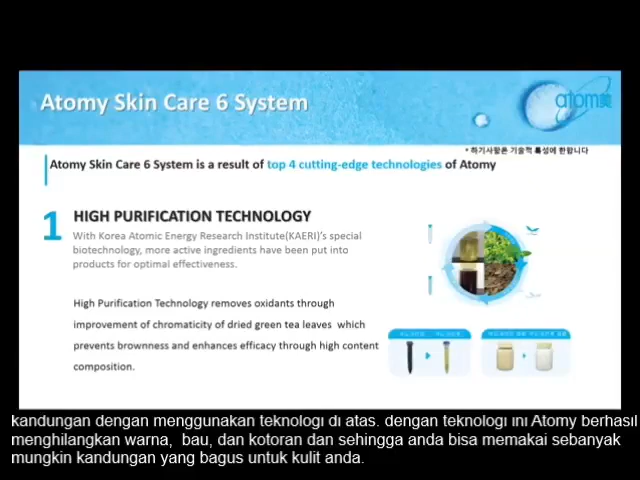 Atomy Skin Care 6 System
atom美
* 하기사항은 기술적 특성에 한합니다
Atomy Skin Care 6 System is a result of top 4 cutting-edge technologies of Atomy
1 HIGH PURIFICATION TECHNOLOGY
With Korea Atomic Energy Research Institute(KAERI)'s special
biotechnology, more active ingredients have been put into
products for optimal effectiveness.
High Purification Technology removes oxidants through
improvement of chromaticity of dried green tea leaves which
prevents brownness and enhances efficacy through high content
composition.
kandungan dengan menggunakan teknologi di atas. dengan teknologi ini Atomy berhasil
menghilangkan warna, bau, dan kotoran dan sehingga anda bisa memakai sebanyak
mungkin kandungan yang bagus untuk kulit anda.